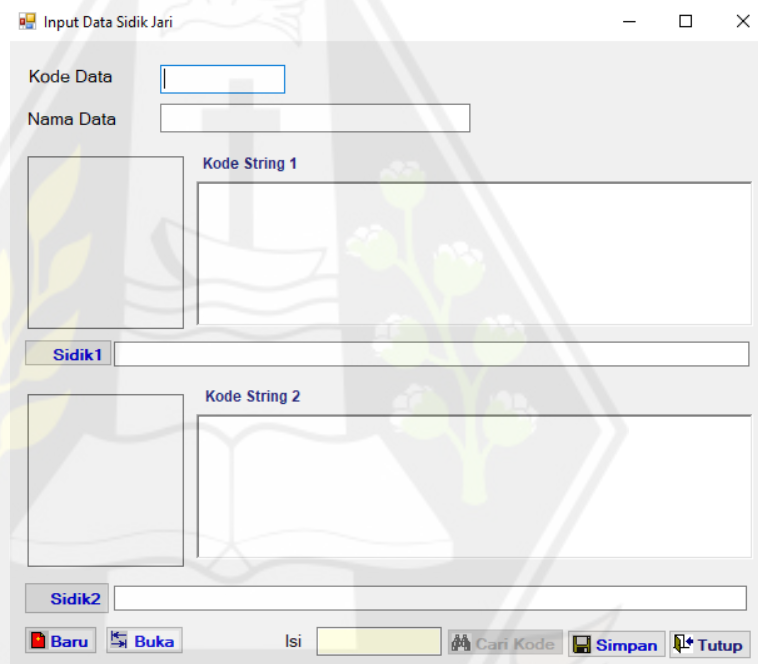 Input Data Sidik Jari
Kode Data
Nama Data
Kode String 1
Sidik1
Kode String 2
Sidik2
Baru Buka Isi Cari Kode Simpan Tutup